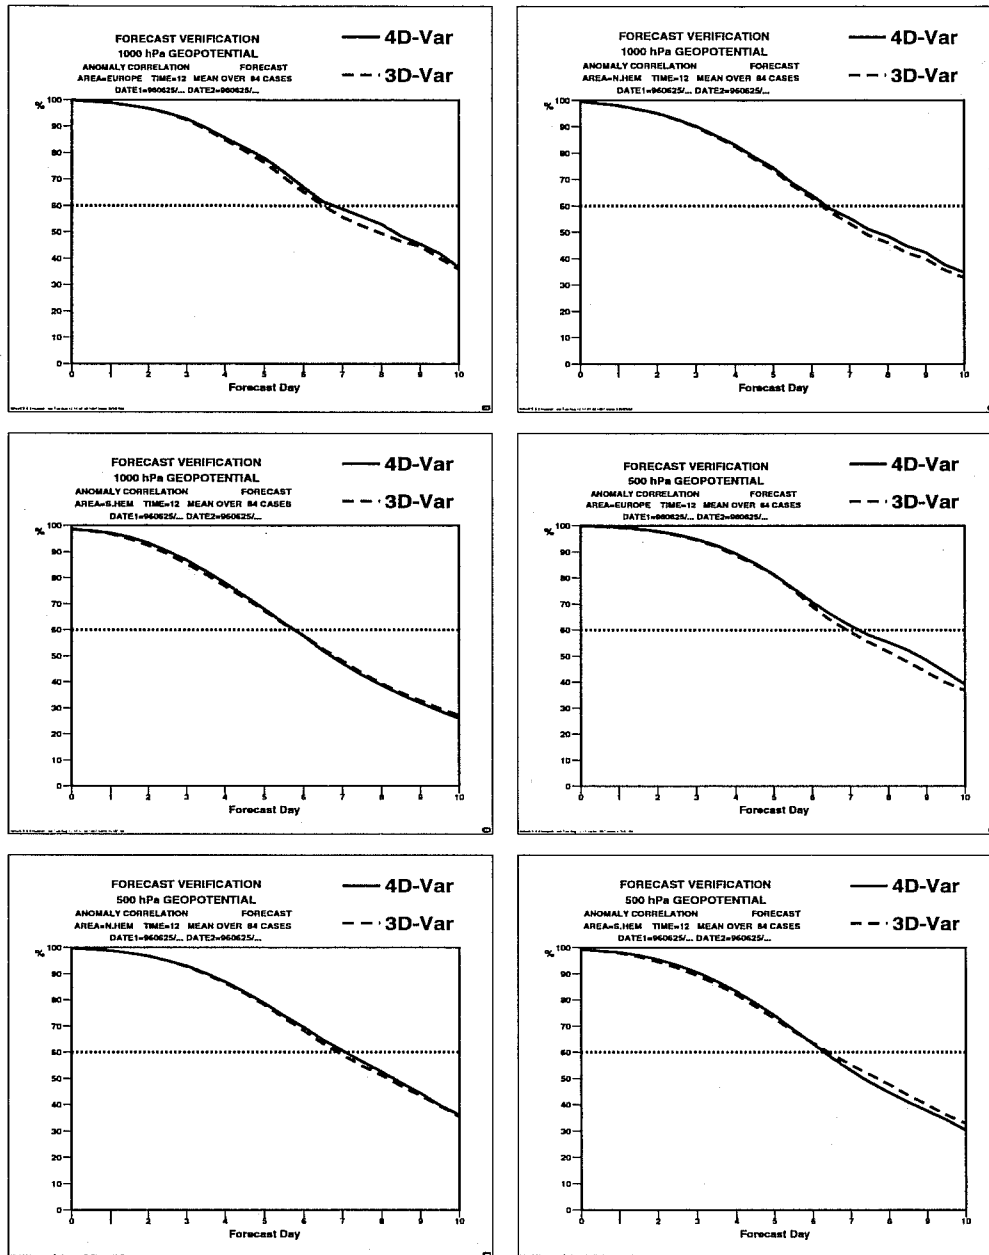 FORECAST VERIFICATION
1000 hPa GEOPOTENTIAL
ANOMALY CORRELATION FORECAST
AREA=EUROPE TIME=12 MEAN OVER 84 CASES
DATE1=960625/... DATE2=960625/...
4D-Var
3D-Var
%
100
90
80
70
60
50
40
30
20
10
0
0 1 2 3 4 5 6 7 8 9 10
Forecast Day
FORECAST VERIFICATION
1000 hPa GEOPOTENTIAL
ANOMALY CORRELATION FORECAST
AREA=N.HEM TIME=12 MEAN OVER 84 CASES
DATE1=960625/... DATE2=960625/...
4D-Var
3D-Var
%
100
90
80
70
60
50
40
30
20
10
0
0 1 2 3 4 5 6 7 8 9 10
Forecast Day
FORECAST VERIFICATION
1000 hPa GEOPOTENTIAL
ANOMALY CORRELATION FORECAST
AREA=S.HEM TIME=12 MEAN OVER 84 CASES
DATE1=960625/... DATE2=960625/...
4D-Var
3D-Var
%
100
90
80
70
60
50
40
30
20
10
0
0 1 2 3 4 5 6 7 8 9 10
Forecast Day
FORECAST VERIFICATION
500 hPa GEOPOTENTIAL
ANOMALY CORRELATION FORECAST
AREA=EUROPE TIME=12 MEAN OVER 84 CASES
DATE1=960625/... DATE2=960625/...
4D-Var
3D-Var
%
100
90
80
70
60
50
40
30
20
10
0
0 1 2 3 4 5 6 7 8 9 10
Forecast Day
FORECAST VERIFICATION
500 hPa GEOPOTENTIAL
ANOMALY CORRELATION FORECAST
AREA=N.HEM TIME=12 MEAN OVER 84 CASES
DATE1=960625/... DATE2=960625/...
4D-Var
3D-Var
%
100
90
80
70
60
50
40
30
20
10
0
0 1 2 3 4 5 6 7 8 9 10
Forecast Day
FORECAST VERIFICATION
500 hPa GEOPOTENTIAL
ANOMALY CORRELATION FORECAST
AREA=S.HEM TIME=12 MEAN OVER 84 CASES
DATE1=960625/... DATE2=960625/...
4D-Var
3D-Var
%
100
90
80
70
60
50
40
30
20
10
0
0 1 2 3 4 5 6 7 8 9 10
Forecast Day